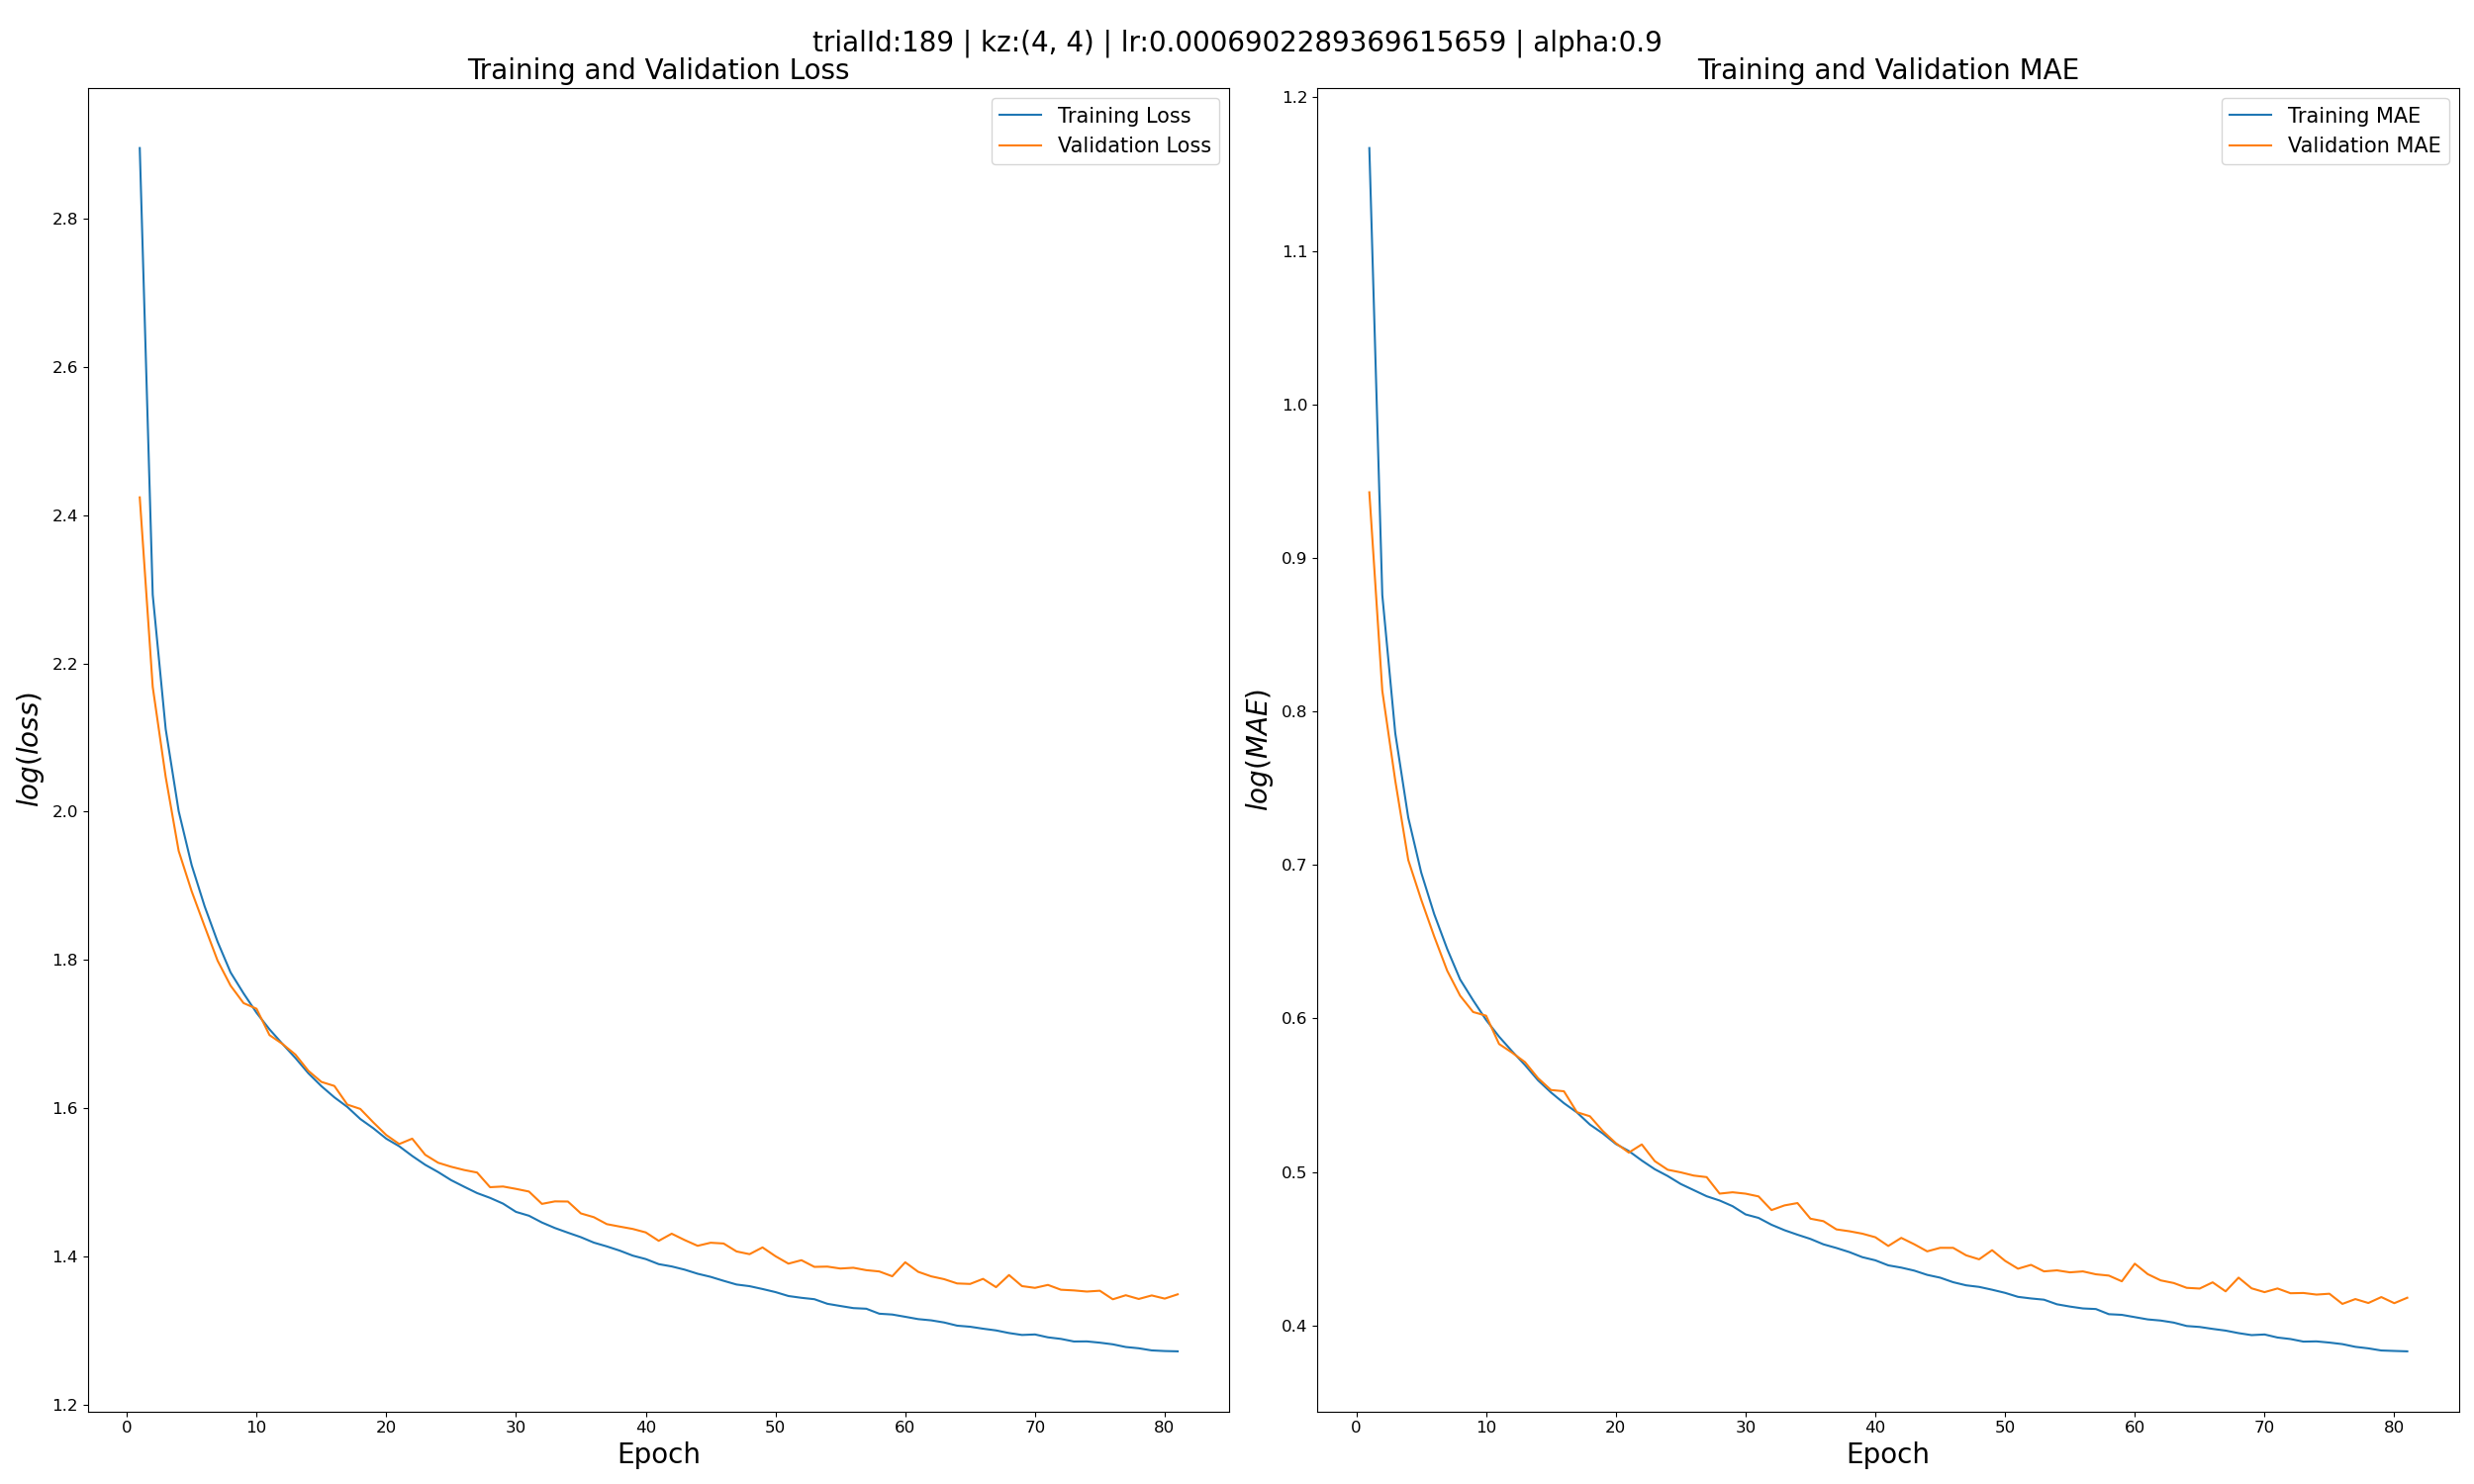 trialId:189 | kz:(4, 4) | lr:0.0006902289369615659 | alpha:0.9
Training and Validation Loss
Training Loss
Validation Loss
log(loss)
2.8
2.6
2.4
2.2
2.0
1.8
1.6
1.4
1.2
0 10 20 30 40 50 60 70 80
Epoch
Training and Validation MAE
Training MAE
Validation MAE
log(MAE)
1.2
1.1
1.0
0.9
0.8
0.7
0.6
0.5
0.4
0 10 20 30 40 50 60 70 80
Epoch